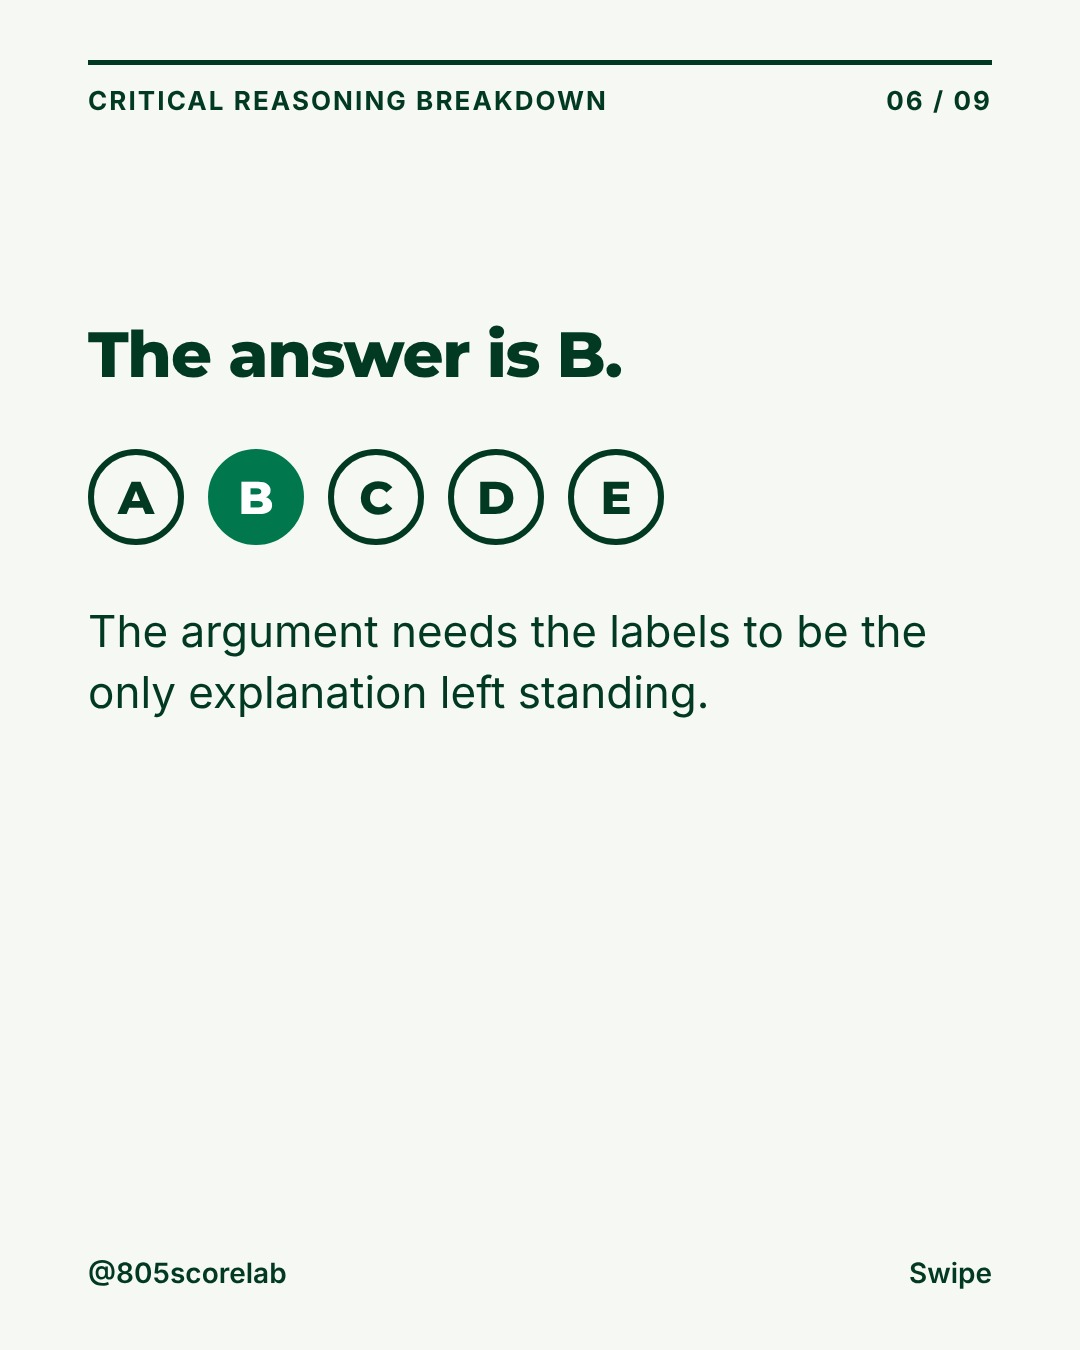 CRITICAL REASONING BREAKDOWN 06 / 09
The answer is B.
A B C D E
The argument needs the labels to be the
only explanation left standing.
@805scorelab Swipe